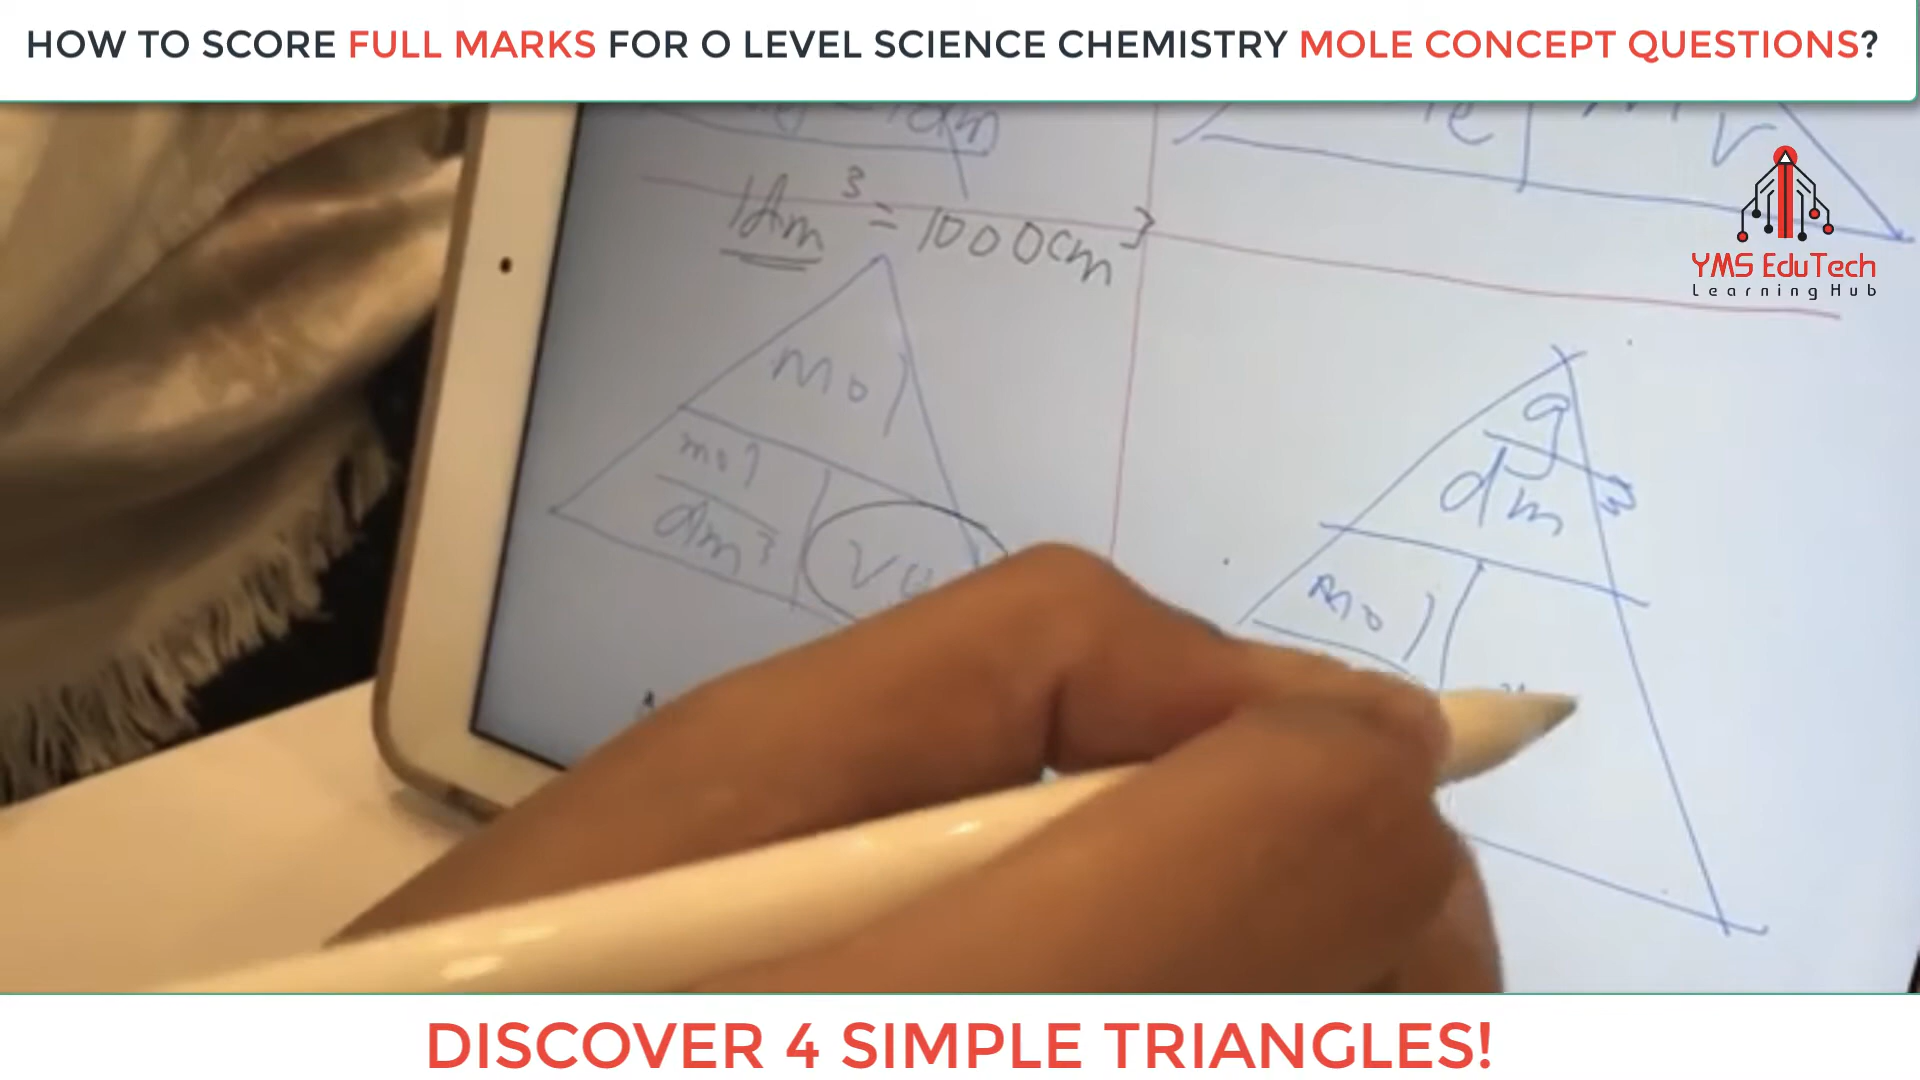 HOW TO SCORE FULL MARKS FOR O LEVEL SCIENCE CHEMISTRY MOLE CONCEPT QUESTIONS?
1dm³ = 1000cm³
YMS EduTech
Learning Hub
mol
mol
dm³
g
dm³
mol
DISCOVER 4 SIMPLE TRIANGLES!